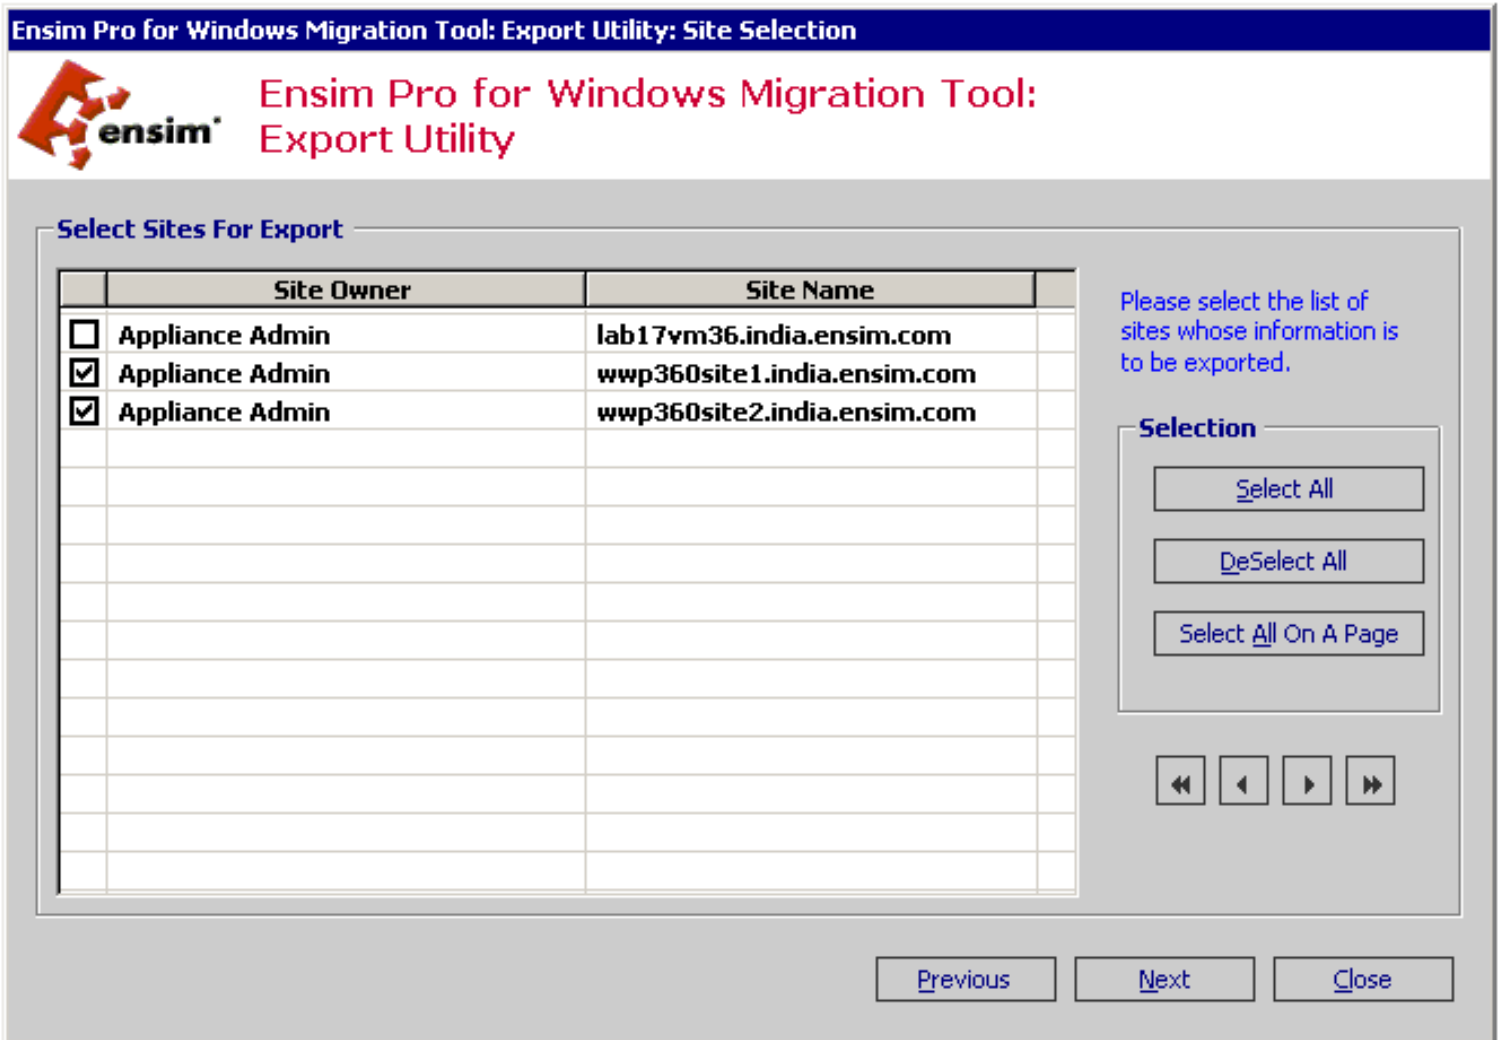 Ensim Pro for Windows Migration Tool: Export Utility: Site Selection
ensim
Ensim Pro for Windows Migration Tool:
Export Utility
Select Sites For Export
Site Owner Site Name
Appliance Admin lab17vm36.india.ensim.com
Appliance Admin wwp360site1.india.ensim.com
Appliance Admin wwp360site2.india.ensim.com
Please select the list of
sites whose information is
to be exported.
Selection
Select All
DeSelect All
Select All On A Page
Previous Next Close